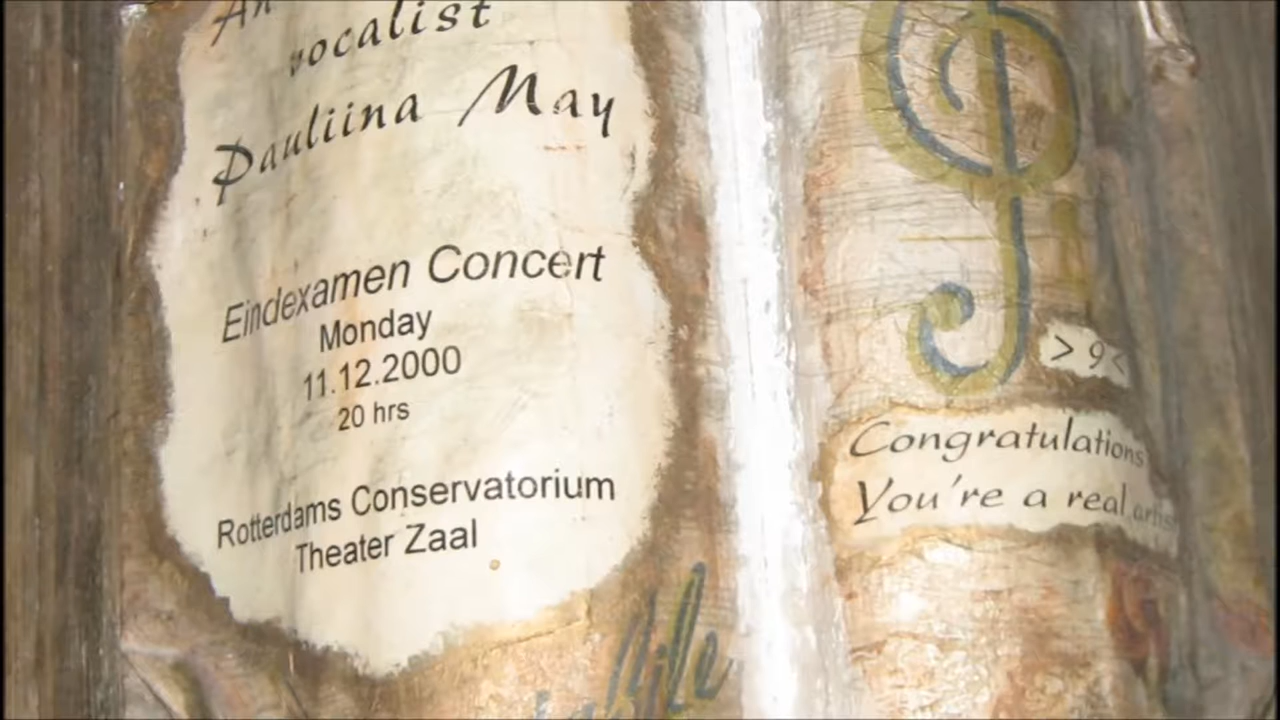 An
vocalist
Pauliina May
Eindexamen Concert
Monday
11.12.2000
20 hrs
Rotterdams Conservatorium
Theater Zaal
> 9 <
Congratulations
You're a real